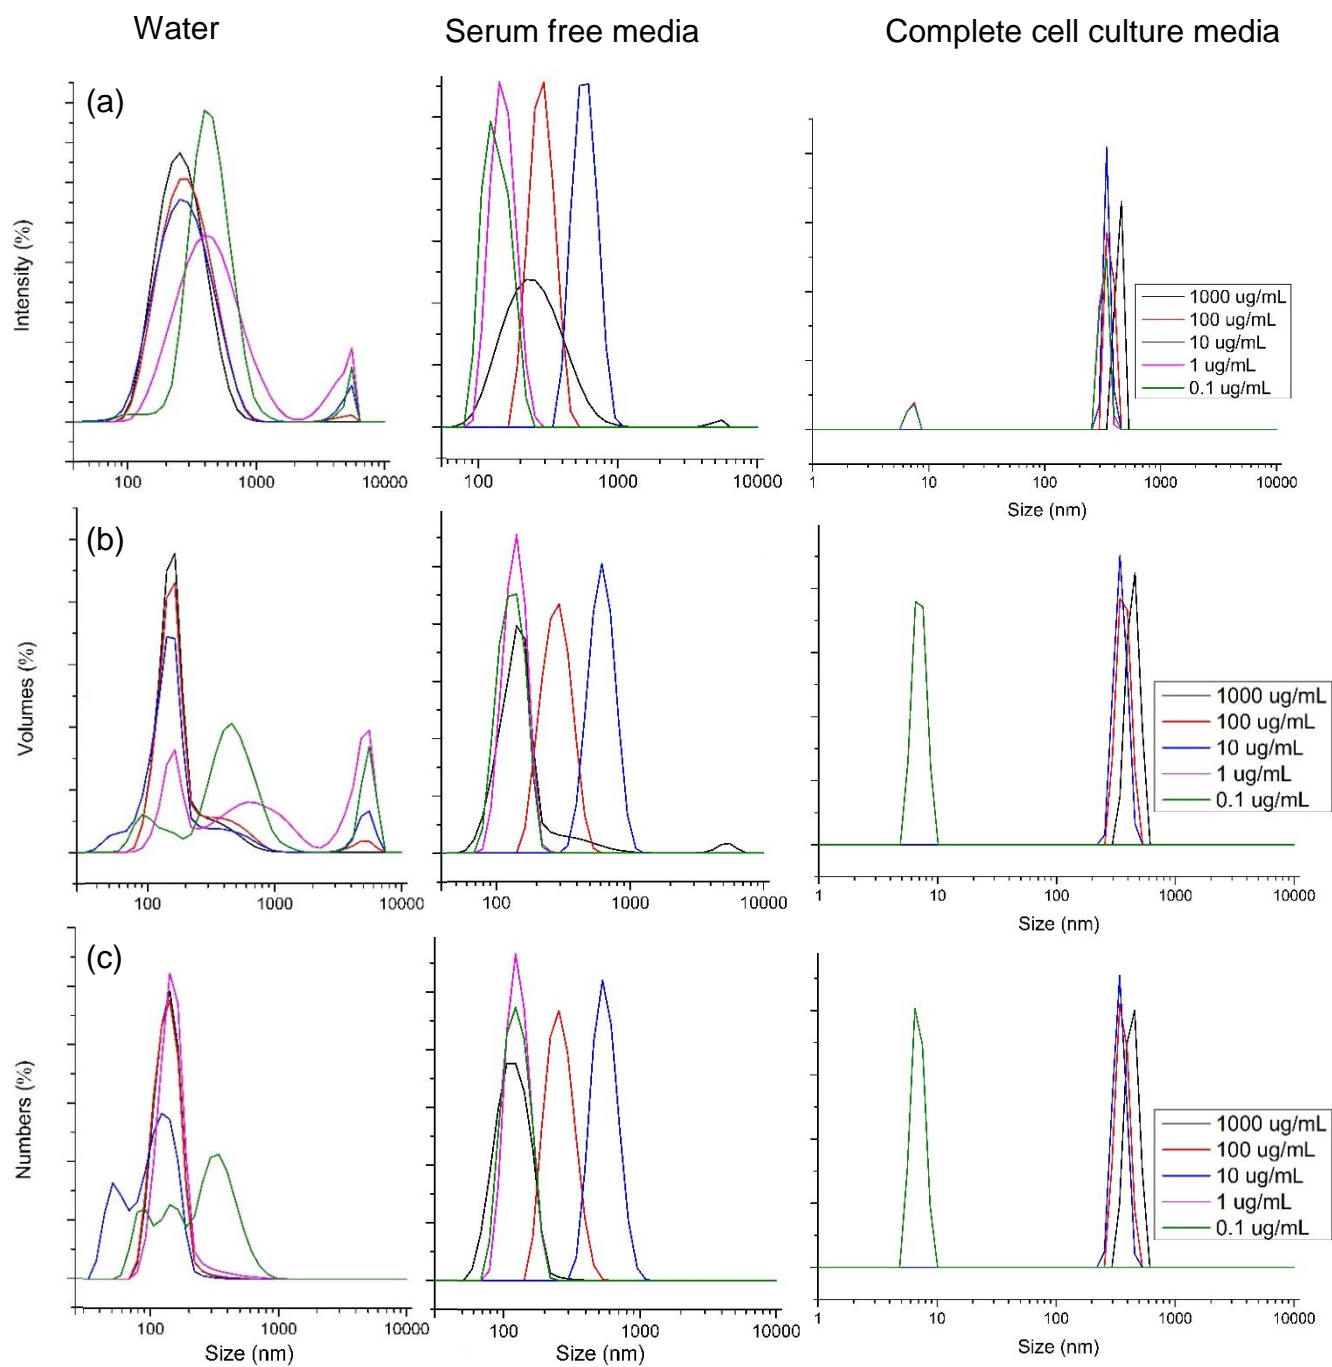 Water
Serum free media
Complete cell culture media
(a)
Intensity (%)
1000 ug/mL
100 ug/mL
10 ug/mL
1 ug/mL
0.1 ug/mL
100 1000 10000
100 1000 10000
1 10 100 1000 10000
Size (nm)
(b)
Volumes (%)
1000 ug/mL
100 ug/mL
10 ug/mL
1 ug/mL
0.1 ug/mL
100 1000 10000
100 1000 10000
1 10 100 1000 10000
Size (nm)
(c)
Numbers (%)
1000 ug/mL
100 ug/mL
10 ug/mL
1 ug/mL
0.1 ug/mL
100 1000 10000
100 1000 10000
1 10 100 1000 10000
Size (nm)
Size (nm)
Size (nm)